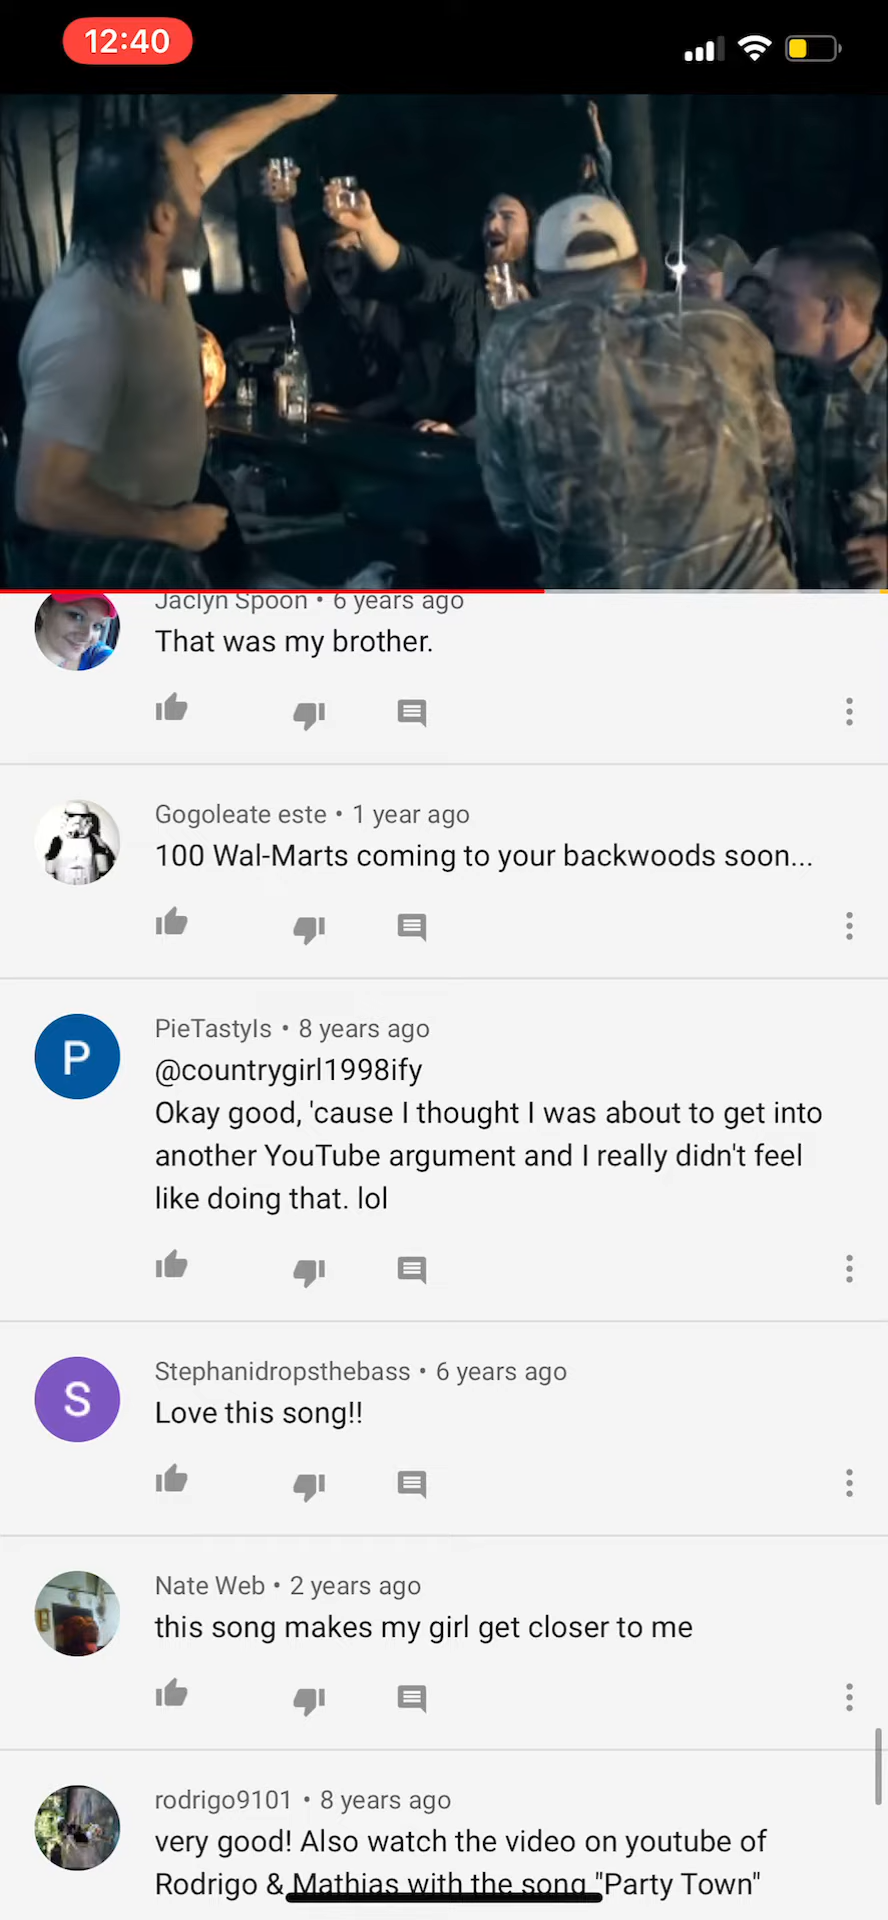 12:40
Jaclyn Spoon • 6 years ago
That was my brother.
Gogoleate este • 1 year ago
100 Wal-Marts coming to your backwoods soon...
P
PieTastyIs • 8 years ago
@countrygirl1998ify
Okay good, 'cause I thought I was about to get into
another YouTube argument and I really didn't feel
like doing that. lol
S
Stephanidropsthebass • 6 years ago
Love this song!!
Nate Web • 2 years ago
this song makes my girl get closer to me
rodrigo9101 • 8 years ago
very good! Also watch the video on youtube of
Rodrigo & Mathias with the song "Party Town"